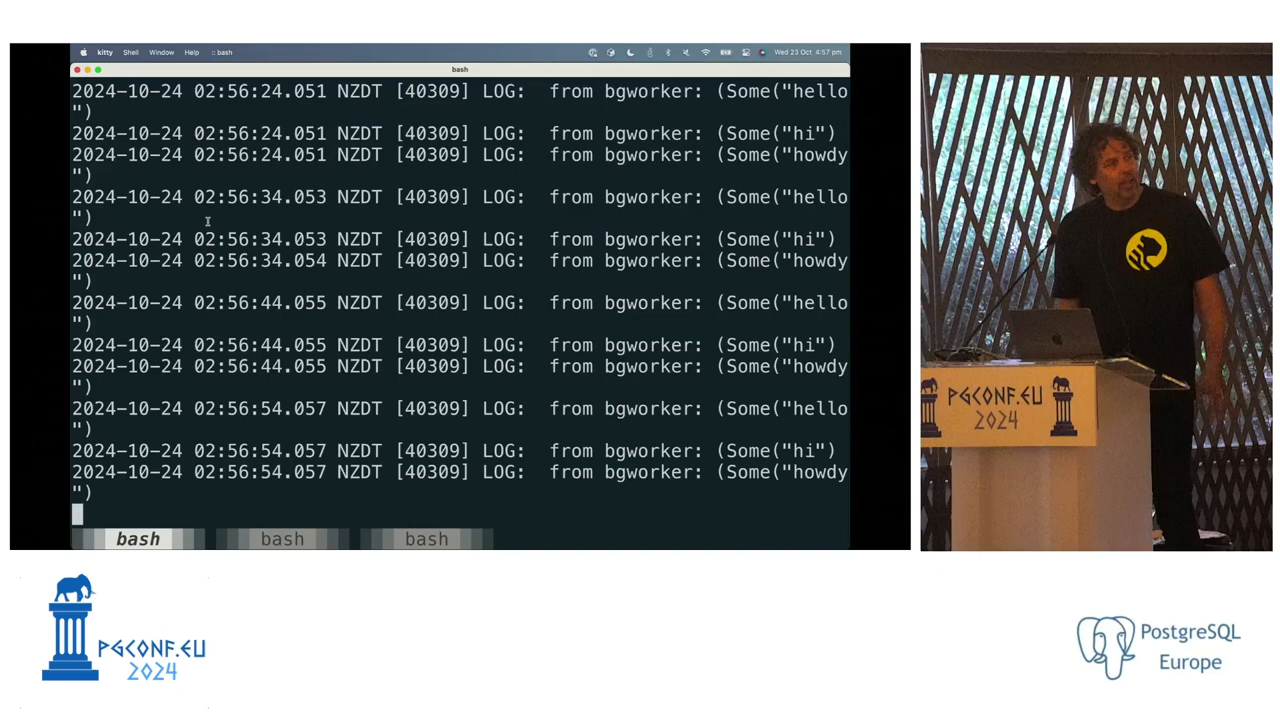 kitty Shell Window Help :: bash
Wed 23 Oct 4:57 pm
bash
2024-10-24 02:56:24.051 NZDT [40309] LOG:  from bgworker: (Some("hello
")
2024-10-24 02:56:24.051 NZDT [40309] LOG:  from bgworker: (Some("hi")
2024-10-24 02:56:24.051 NZDT [40309] LOG:  from bgworker: (Some("howdy
")
2024-10-24 02:56:34.053 NZDT [40309] LOG:  from bgworker: (Some("hello
")
2024-10-24 02:56:34.053 NZDT [40309] LOG:  from bgworker: (Some("hi")
2024-10-24 02:56:34.054 NZDT [40309] LOG:  from bgworker: (Some("howdy
")
2024-10-24 02:56:44.055 NZDT [40309] LOG:  from bgworker: (Some("hello
")
2024-10-24 02:56:44.055 NZDT [40309] LOG:  from bgworker: (Some("hi")
2024-10-24 02:56:44.055 NZDT [40309] LOG:  from bgworker: (Some("howdy
")
2024-10-24 02:56:54.057 NZDT [40309] LOG:  from bgworker: (Some("hello
")
2024-10-24 02:56:54.057 NZDT [40309] LOG:  from bgworker: (Some("hi")
2024-10-24 02:56:54.057 NZDT [40309] LOG:  from bgworker: (Some("howdy
")
bash bash bash
PGCONF.EU
2024
PGCONF.EU
2024
PostgreSQL
Europe